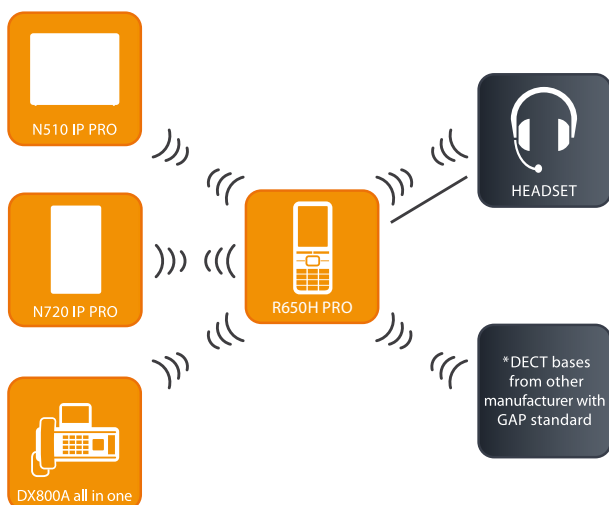 N510 IP PRO
N720 IP PRO
DX800A all in one
R650H PRO
HEADSET
*DECT bases
from other
manufacturer with
GAP standard